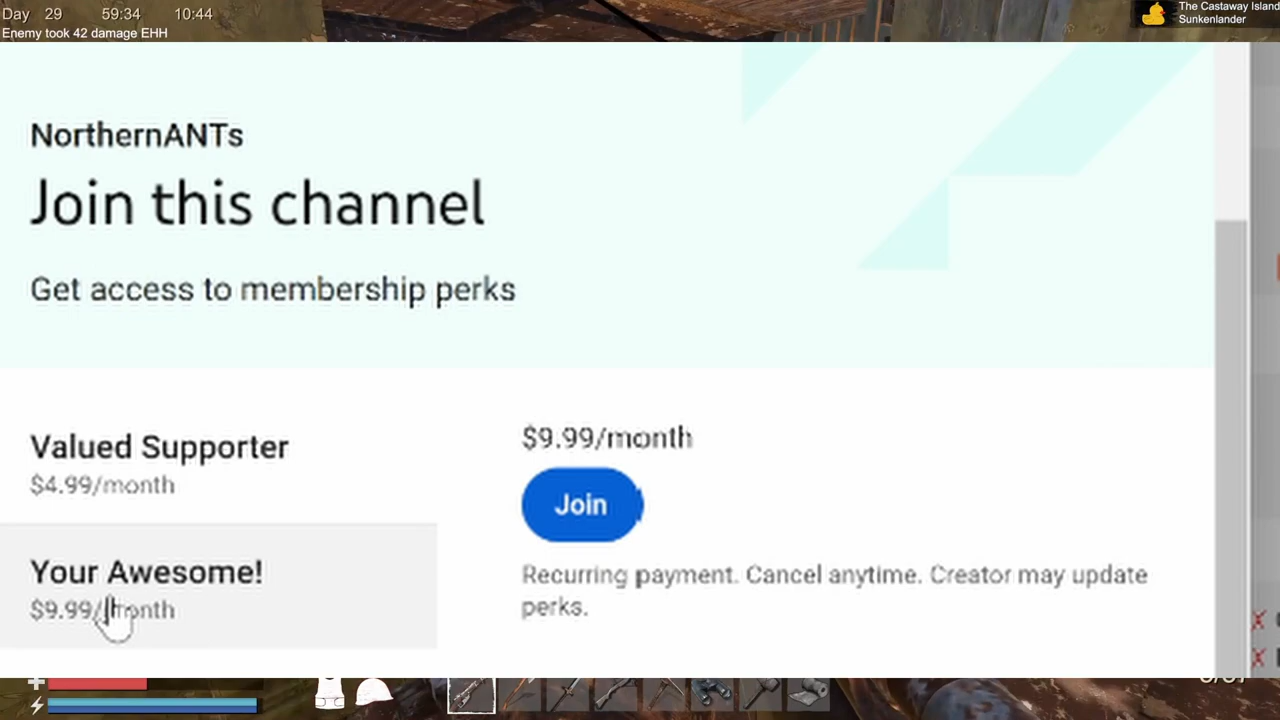 Day 29 59:34 10:44
Enemy took 42 damage EHH
The Castaway Island
Sunkenlander
NorthernANTs
Join this channel
Get access to membership perks
Valued Supporter
$4.99/month
$9.99/month
Join
Your Awesome!
$9.99/month
Recurring payment. Cancel anytime. Creator may update
perks.